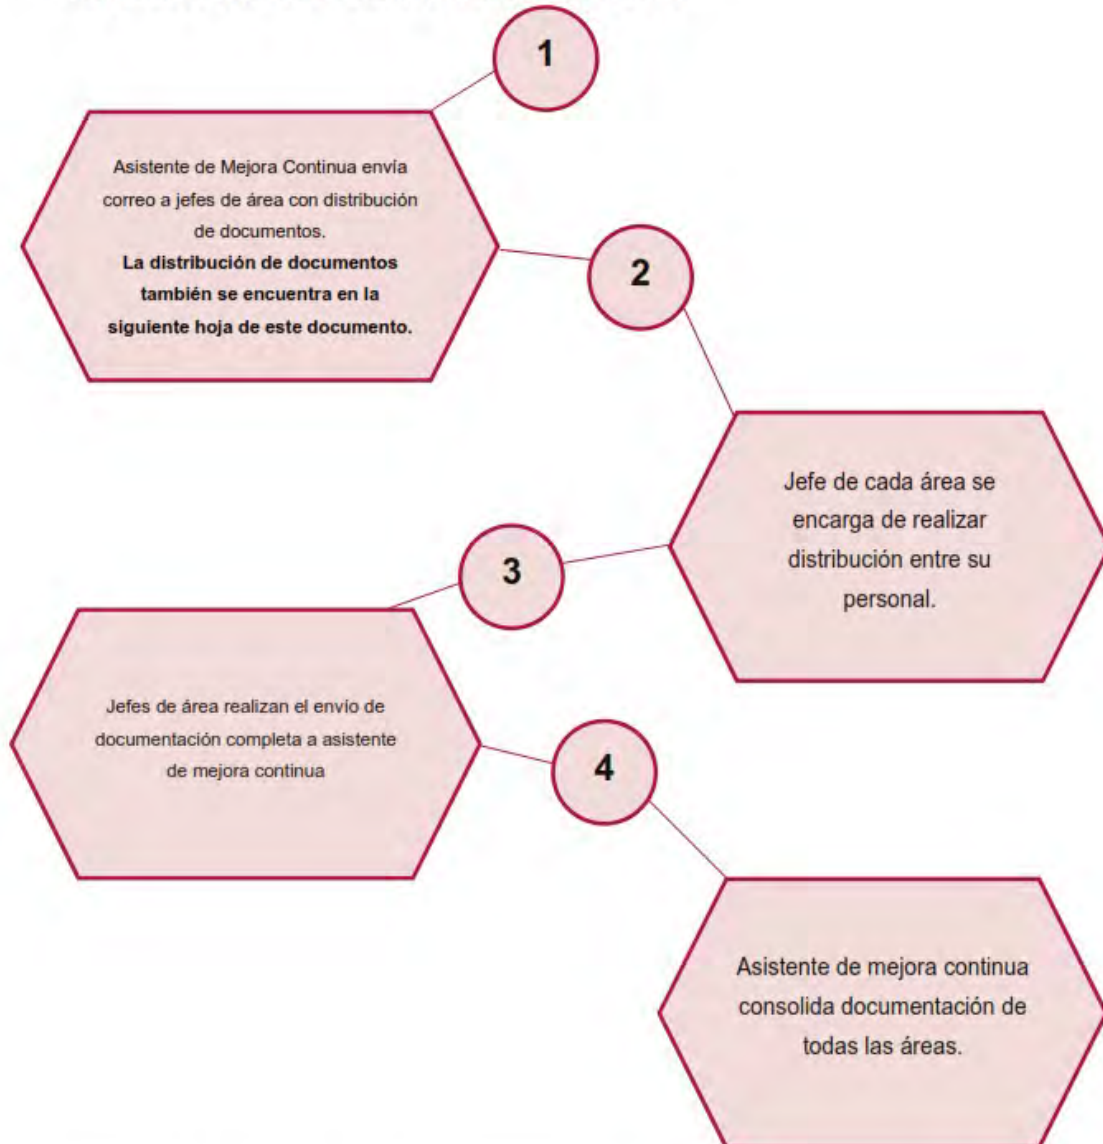 1
Asistente de Mejora Continua envía
correo a jefes de área con distribución
de documentos.
La distribución de documentos
también se encuentra en la
siguiente hoja de este documento.
2
Jefe de cada área se
encarga de realizar
distribución entre su
personal.
3
Jefes de área realizan el envío de
documentación completa a asistente
de mejora continua
4
Asistente de mejora continua
consolida documentación de
todas las áreas.